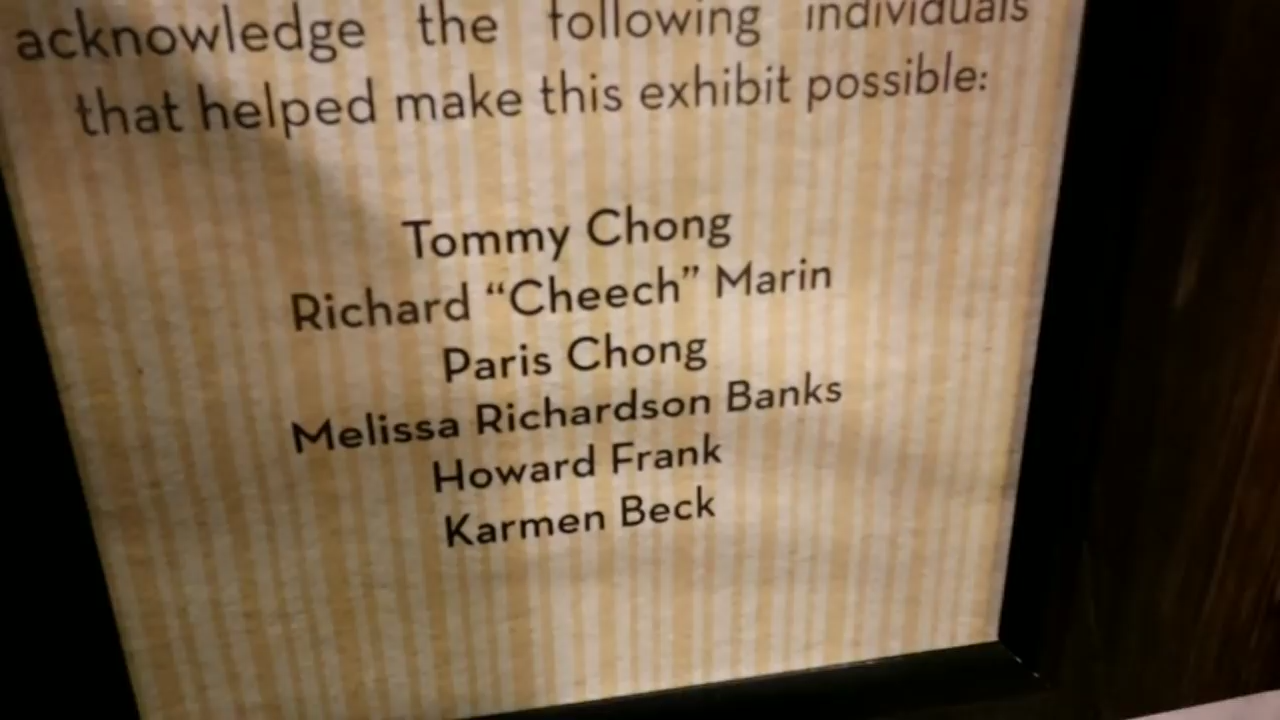 acknowledge the following individuals
that helped make this exhibit possible:
Tommy Chong
Richard “Cheech” Marin
Paris Chong
Melissa Richardson Banks
Howard Frank
Karmen Beck